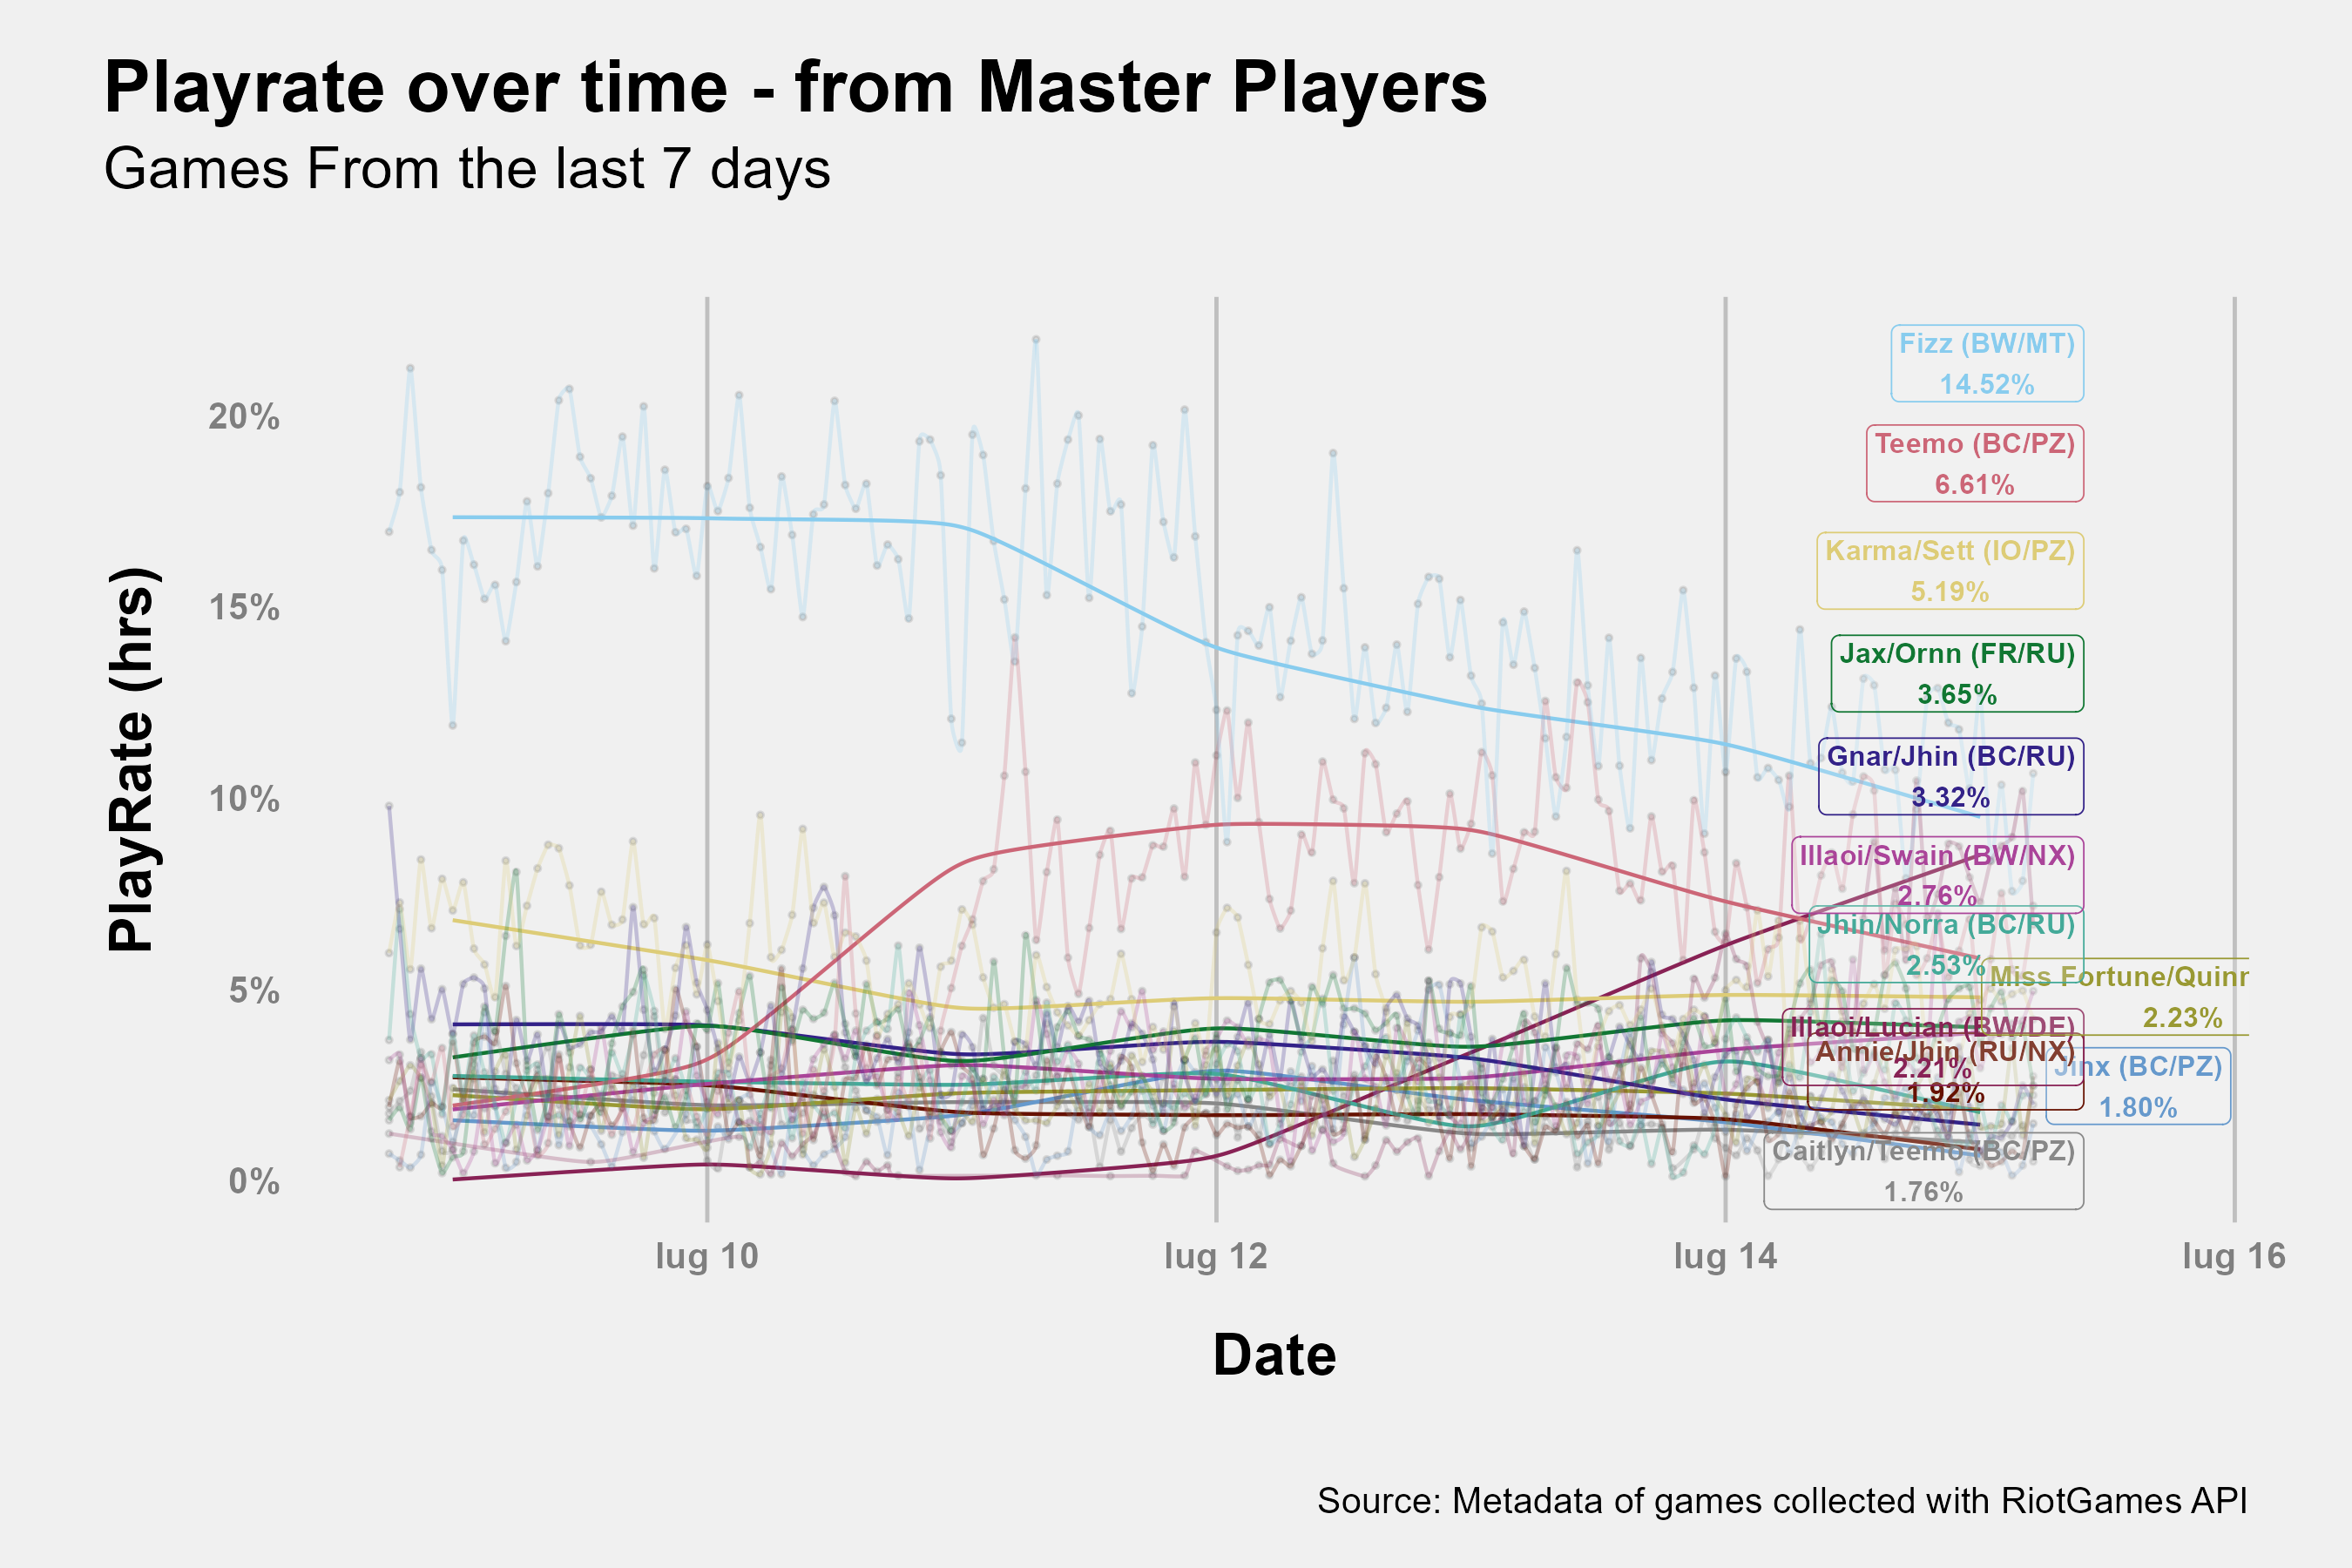 Playrate over time - from Master Players
Games From the last 7 days
PlayRate (hrs)
20%
15%
10%
5%
0%
Fizz (BW/MT)
14.52%
Teemo (BC/PZ)
6.61%
Karma/Sett (IO/PZ)
5.19%
Jax/Ornn (FR/RU)
3.65%
Gnar/Jhin (BC/RU)
3.32%
Illaoi/Swain (BW/NX)
2.76%
Jhin/Norra (BC/RU)
2.53%
Miss Fortune/Quinn
2.23%
Illaoi/Lucian (BW/DE)
2.21%
Annie/Jhin (RU/NX)
1.92%
Jinx (BC/PZ)
1.80%
Caitlyn/Teemo (BC/PZ)
1.76%
lug 10
lug 12
lug 14
lug 16
Date
Source: Metadata of games collected with RiotGames API